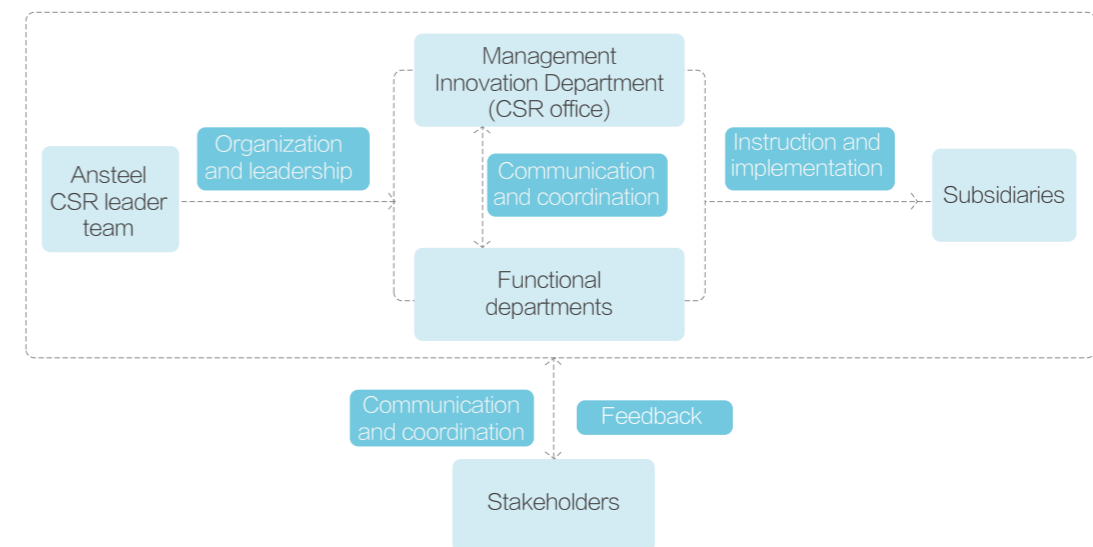 Management
Innovation Department
(CSR office)
Organization
and leadership
Instruction and
implementation
Ansteel
CSR leader
team
Communication
and coordination
Subsidiaries
Functional
departments
Communication
and coordination
Feedback
Stakeholders